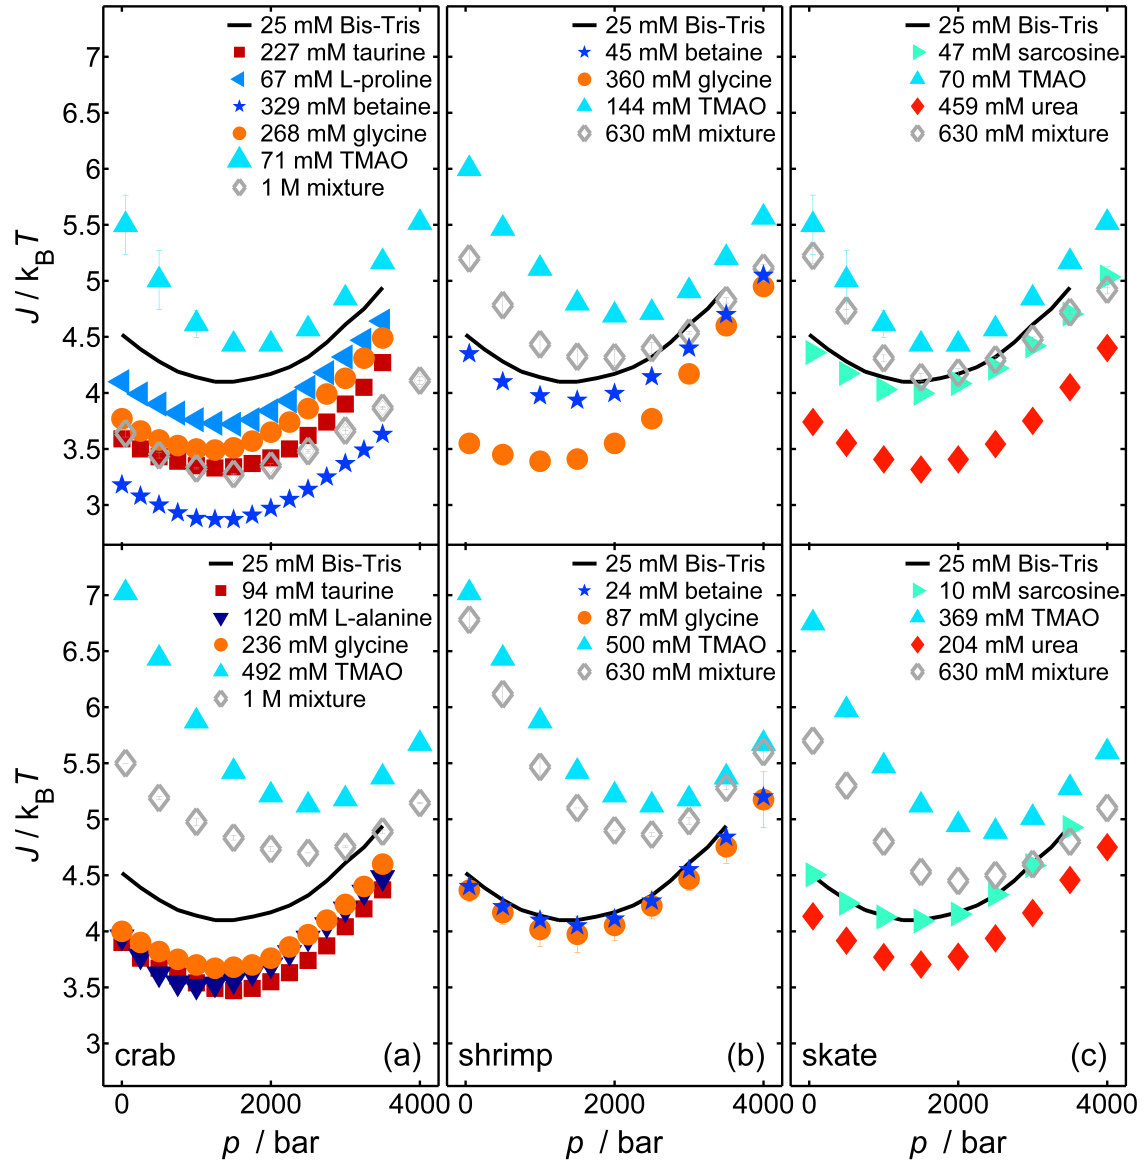 25 mM Bis-Tris
227 mM taurine
67 mM L-proline
329 mM betaine
268 mM glycine
71 mM TMAO
1 M mixture
25 mM Bis-Tris
45 mM betaine
360 mM glycine
144 mM TMAO
630 mM mixture
25 mM Bis-Tris
47 mM sarcosine
70 mM TMAO
459 mM urea
630 mM mixture
7
6.5
6
5.5
5
4.5
4
3.5
3
J / k_BT
25 mM Bis-Tris
94 mM taurine
120 mM L-alanine
236 mM glycine
492 mM TMAO
1 M mixture
25 mM Bis-Tris
24 mM betaine
87 mM glycine
500 mM TMAO
630 mM mixture
25 mM Bis-Tris
10 mM sarcosine
369 mM TMAO
204 mM urea
630 mM mixture
7
6.5
6
5.5
5
4.5
4
3.5
3
J / k_BT
crab (a)
shrimp (b)
skate (c)
0 2000 4000
0 2000 4000
0 2000 4000
p / bar
p / bar
p / bar